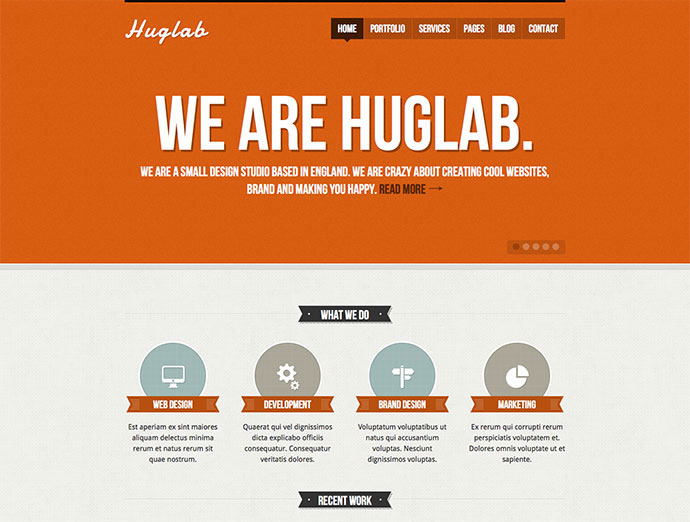 Huglab
HOME PORTFOLIO SERVICES PAGES BLOG CONTACT
WE ARE HUGLAB.
WE ARE A SMALL DESIGN STUDIO BASED IN ENGLAND. WE ARE CRAZY ABOUT CREATING COOL WEBSITES,
BRAND AND MAKING YOU HAPPY. READ MORE →
WHAT WE DO
WEB DESIGN
Est aperiam ex sint maiores
aliquam delectus minima
rerum et natus rerum sit
quae nostrum.
DEVELOPMENT
Quaerat qui vel dignissimos
dicta explicabo officiis
consequatur. Consequatur
veritatis dolores.
BRAND DESIGN
Voluptatum voluptatibus ut
natus qui accusantium
voluptas. Nesciunt
dignissimos voluptas.
MARKETING
Ex rerum qui corrupti rerum
perspiciatis voluptatem et.
Dolores omnis voluptate ut et
sapiente.
RECENT WORK